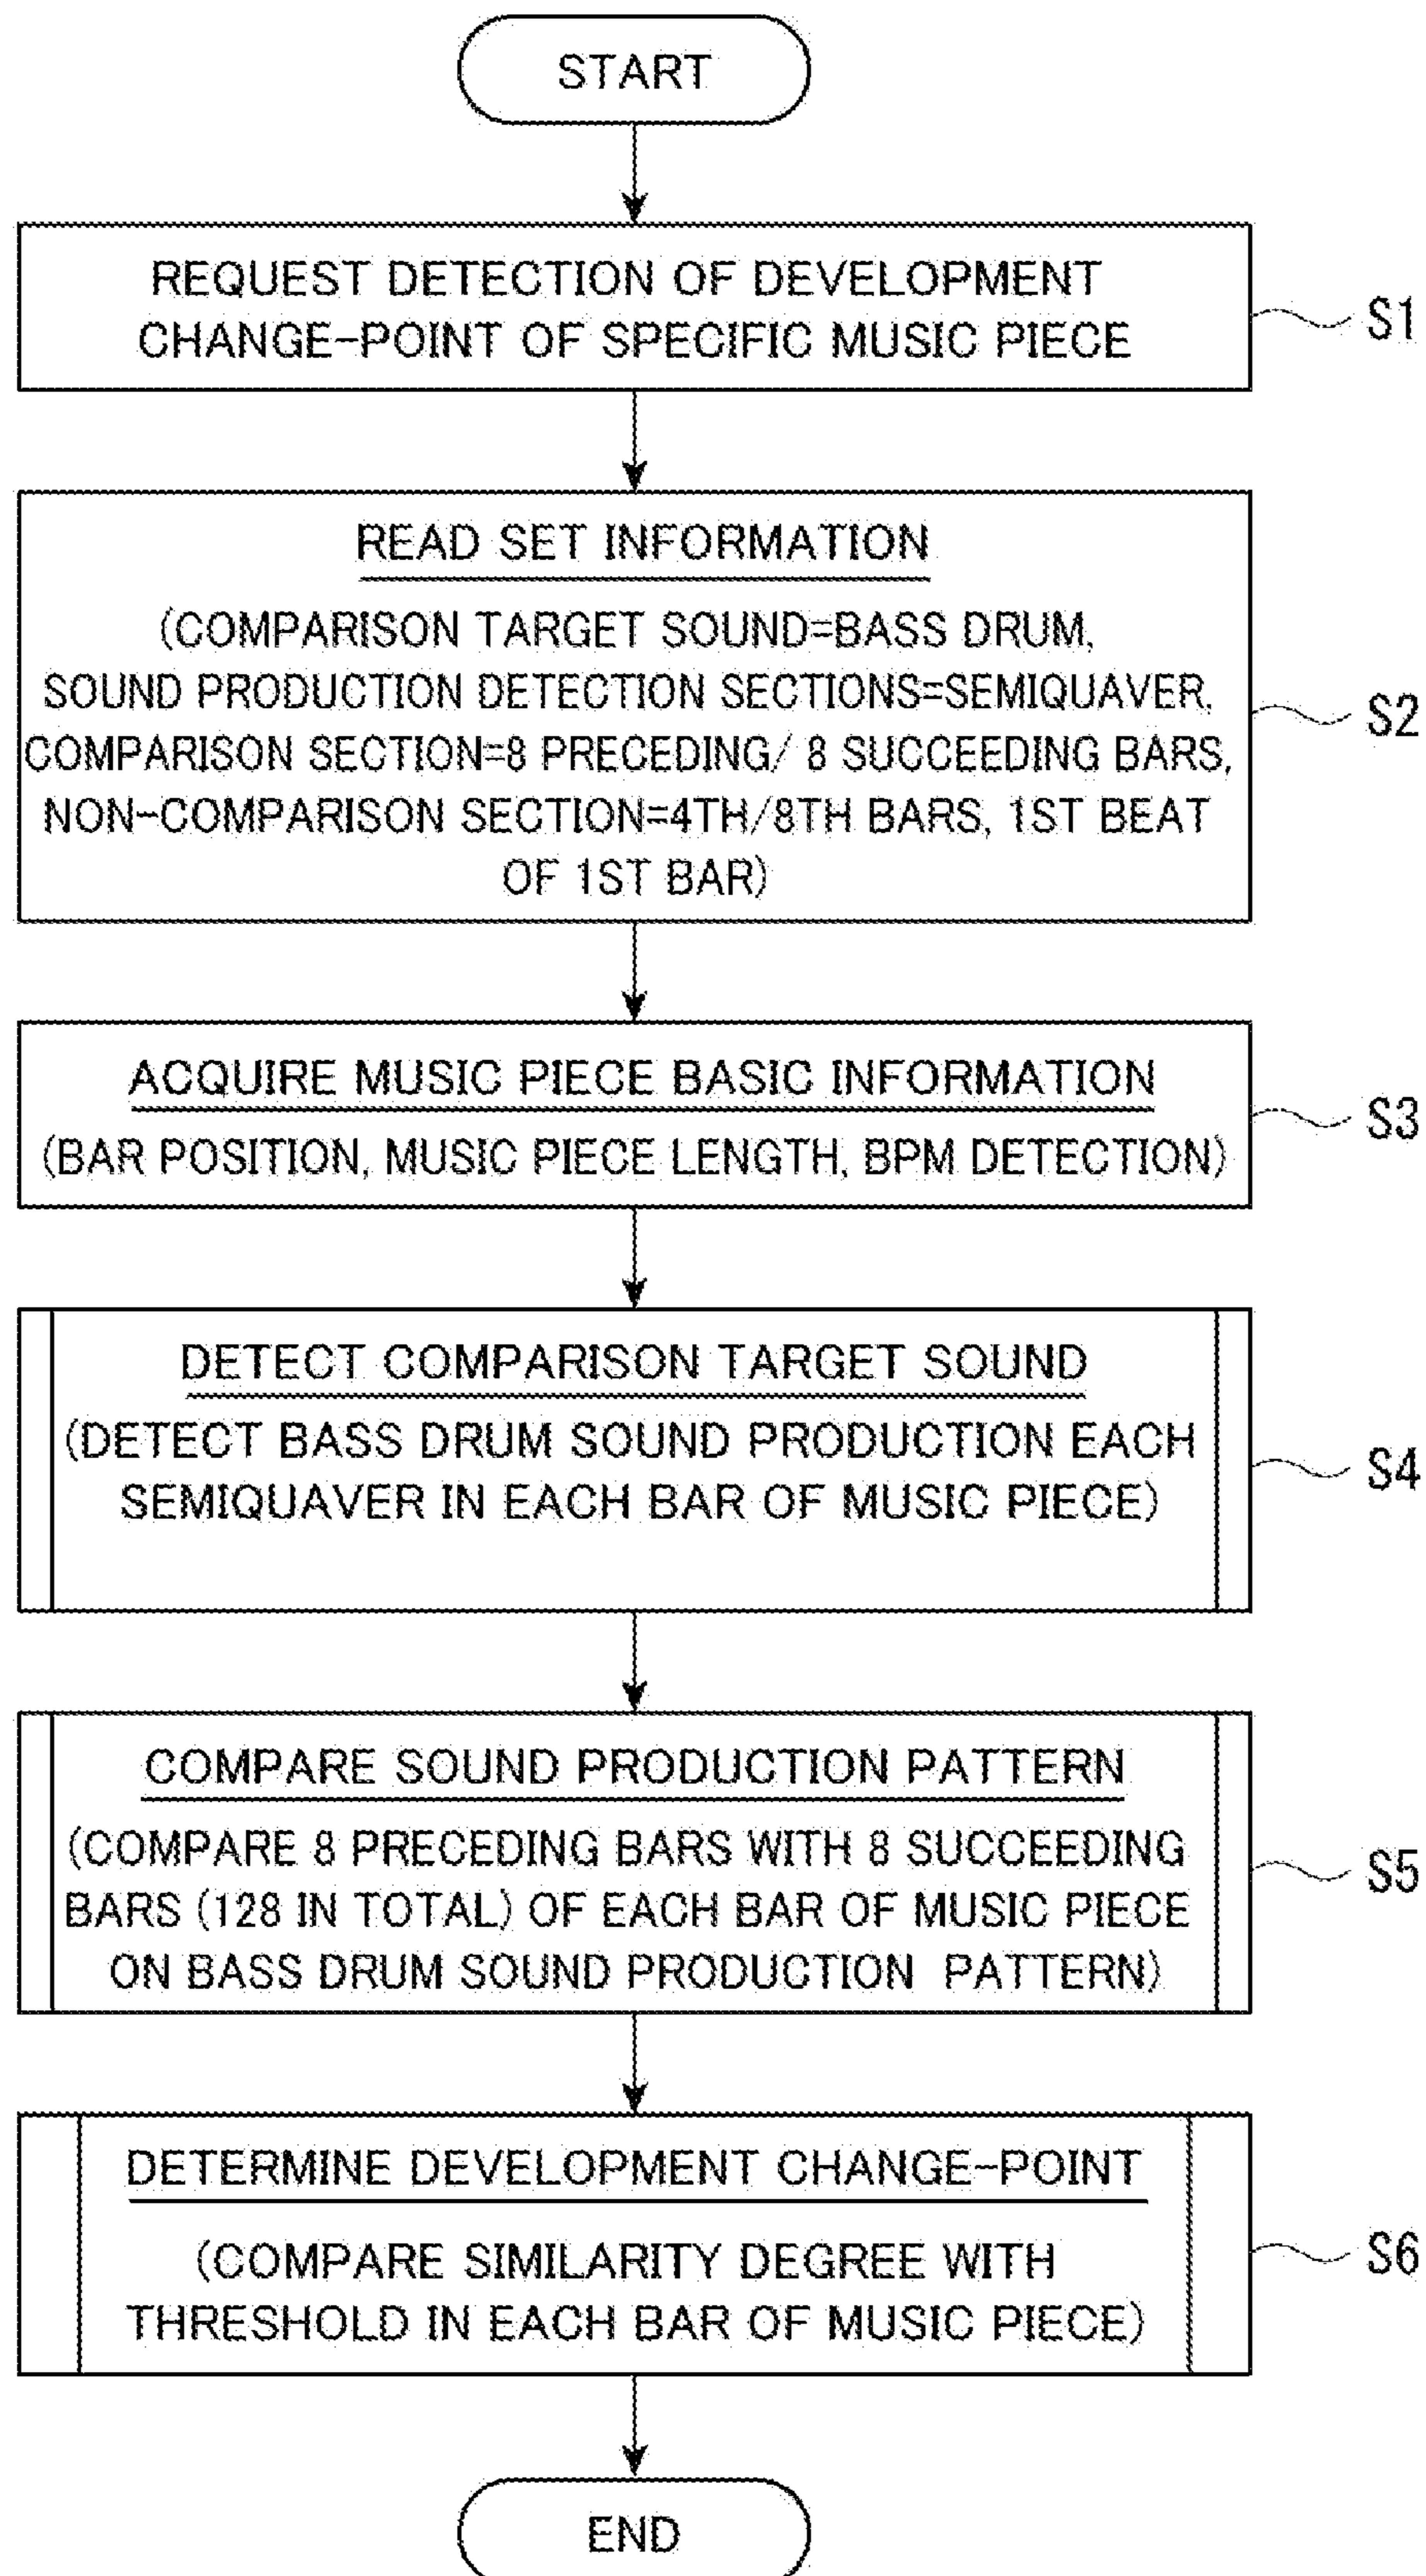 START
REQUEST DETECTION OF DEVELOPMENT
CHANGE-POINT OF SPECIFIC MUSIC PIECE
S1
READ SET INFORMATION
(COMPARISON TARGET SOUND=BASS DRUM,
SOUND PRODUCTION DETECTION SECTIONS=SEMIQUAVER,
COMPARISON SECTION=8 PRECEDING/ 8 SUCCEEDING BARS,
NON-COMPARISON SECTION=4TH/8TH BARS, 1ST BEAT
OF 1ST BAR)
S2
ACQUIRE MUSIC PIECE BASIC INFORMATION
(BAR POSITION, MUSIC PIECE LENGTH, BPM DETECTION)
S3
DETECT COMPARISON TARGET SOUND
(DETECT BASS DRUM SOUND PRODUCTION EACH
SEMIQUAVER IN EACH BAR OF MUSIC PIECE)
S4
COMPARE SOUND PRODUCTION PATTERN
(COMPARE 8 PRECEDING BARS WITH 8 SUCCEEDING
BARS (128 IN TOTAL) OF EACH BAR OF MUSIC PIECE
ON BASS DRUM SOUND PRODUCTION PATTERN)
S5
DETERMINE DEVELOPMENT CHANGE-POINT
(COMPARE SIMILARITY DEGREE WITH
THRESHOLD IN EACH BAR OF MUSIC PIECE)
S6
END